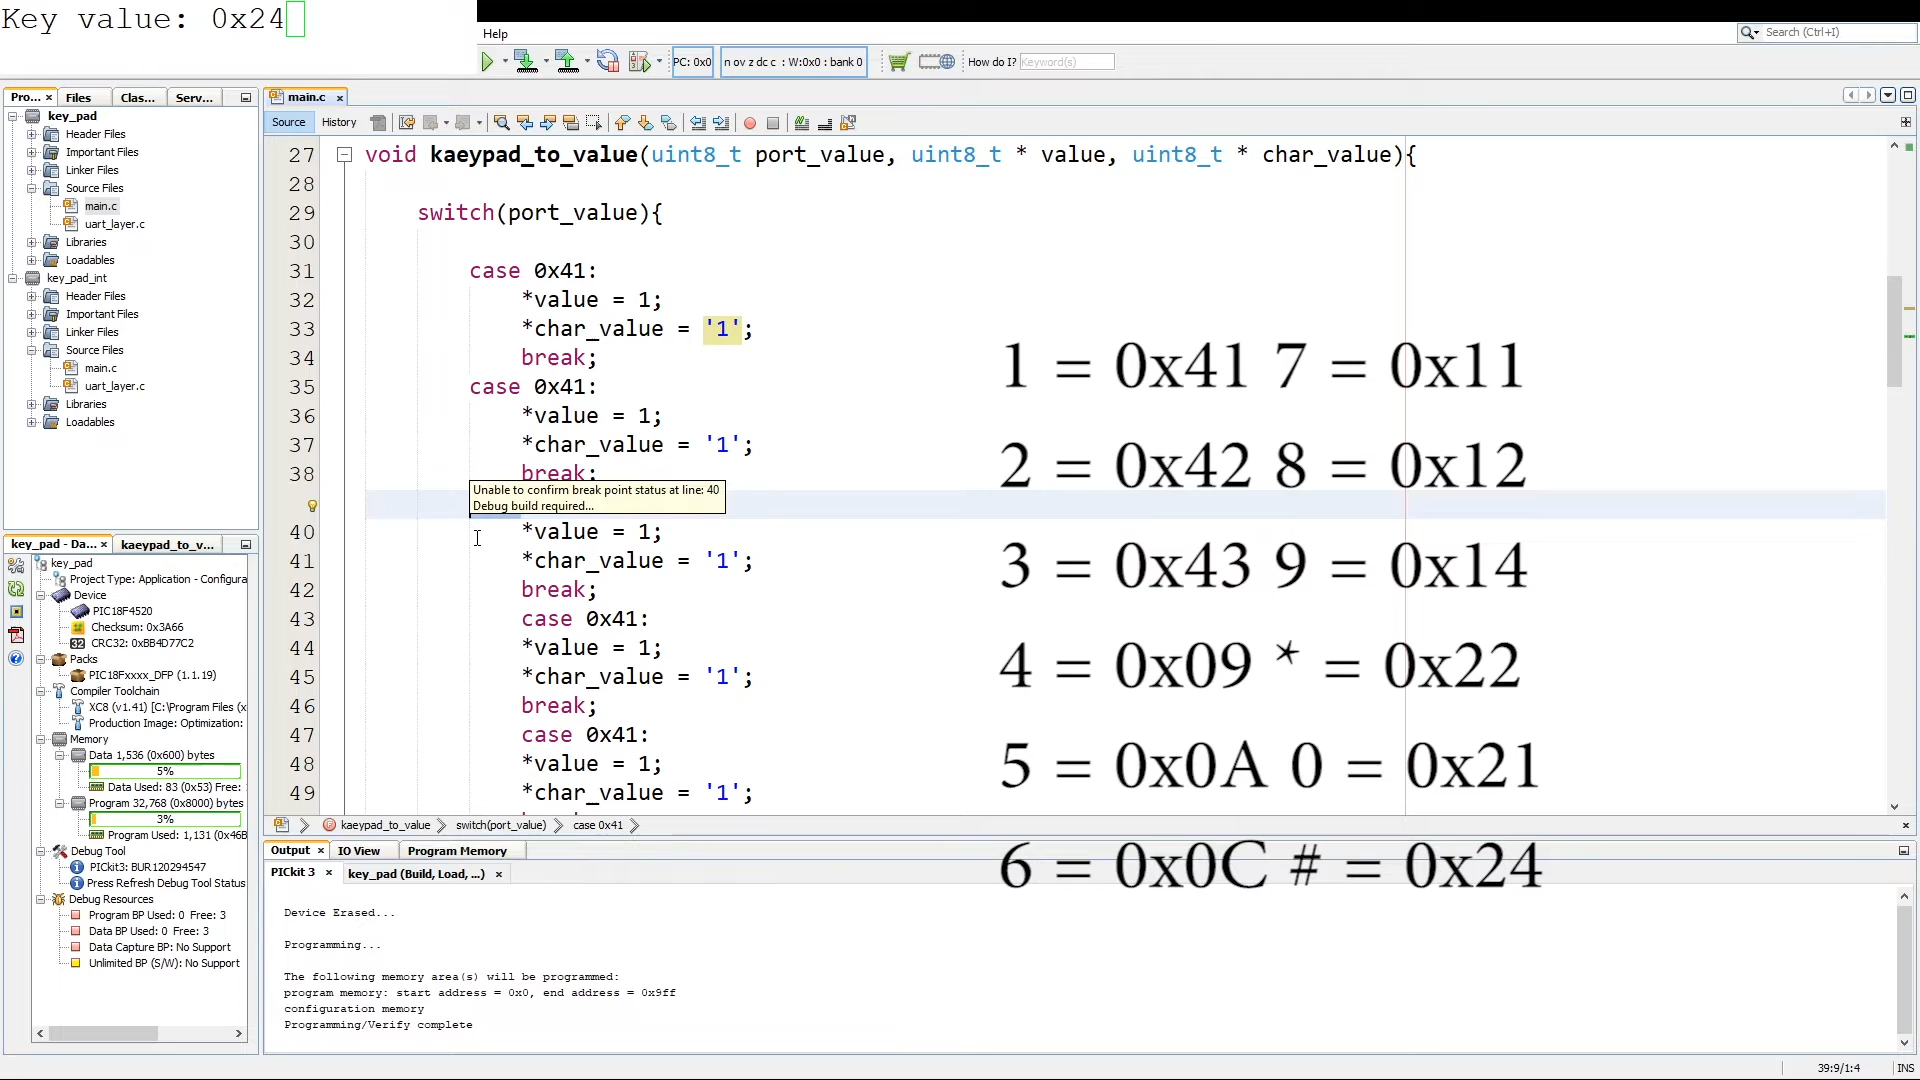 Key value: 0x24
Help
Search (Ctrl+I)
PC: 0x0
n ov z dc c : W:0x0 : bank 0
How do I?
Keyword(s)
Pro...
Files
Clas...
Serv...
key_pad
Header Files
Important Files
Linker Files
Source Files
main.c
uart_layer.c
Libraries
Loadables
key_pad_int
Header Files
Important Files
Linker Files
Source Files
main.c
uart_layer.c
Libraries
Loadables
key_pad - Da...
kaeypad_to_v...
key_pad
Project Type: Application - Configura
Device
PIC18F4520
Checksum: 0x3A66
CRC32: 0xBB4D77C2
Packs
PIC18Fxxxx_DFP (1.1.19)
Compiler Toolchain
XC8 (v1.41) [C:\Program Files (x
Production Image: Optimization:
Memory
Data 1,536 (0x600) bytes
5%
Data Used: 83 (0x53) Free:
Program 32,768 (0x8000) bytes
3%
Program Used: 1,131 (0x46B
Debug Tool
PICkit3: BUR120294547
Press Refresh Debug Tool Status
Debug Resources
Program BP Used: 0 Free: 3
Data BP Used: 0 Free: 3
Data Capture BP: No Support
Unlimited BP (S/W): No Support
main.c
Source
History
27 void kaeypad_to_value(uint8_t port_value, uint8_t * value, uint8_t * char_value){
28
29 switch(port_value){
30
31 case 0x41:
32 *value = 1;
33 *char_value = '1';
34 break;
35 case 0x41:
36 *value = 1;
37 *char_value = '1';
38 break;
Unable to confirm break point status at line: 40
Debug build required...
40 *value = 1;
41 *char_value = '1';
42 break;
43 case 0x41:
44 *value = 1;
45 *char_value = '1';
46 break;
47 case 0x41:
48 *value = 1;
49 *char_value = '1';
1 = 0x41 7 = 0x11
2 = 0x42 8 = 0x12
3 = 0x43 9 = 0x14
4 = 0x09 * = 0x22
5 = 0x0A 0 = 0x21
6 = 0x0C # = 0x24
kaeypad_to_value
switch(port_value)
case 0x41
Output
IO View
Program Memory
PICkit 3
key_pad (Build, Load, ...)
Device Erased...
Programming...
The following memory area(s) will be programmed:
program memory: start address = 0x0, end address = 0x9ff
configuration memory
Programming/Verify complete
39:9/1:4
INS